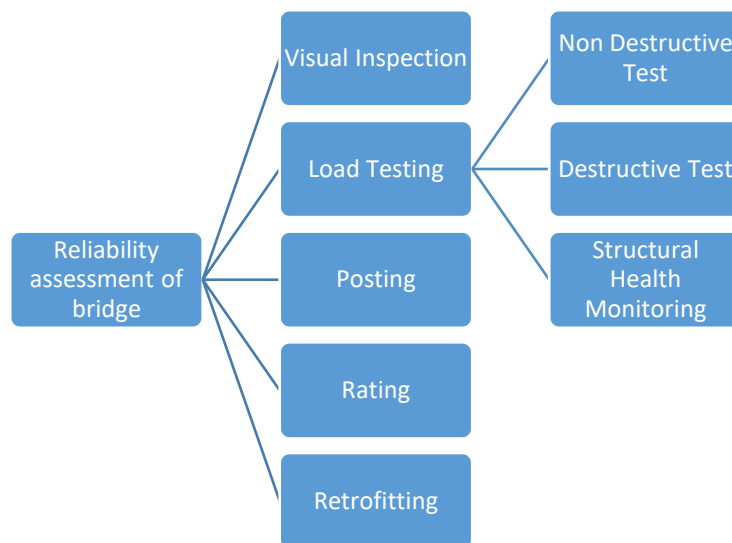 Reliability
assessment of
bridge
Visual Inspection
Load Testing
Posting
Rating
Retrofitting
Non Destructive
Test
Destructive Test
Structural
Health
Monitoring